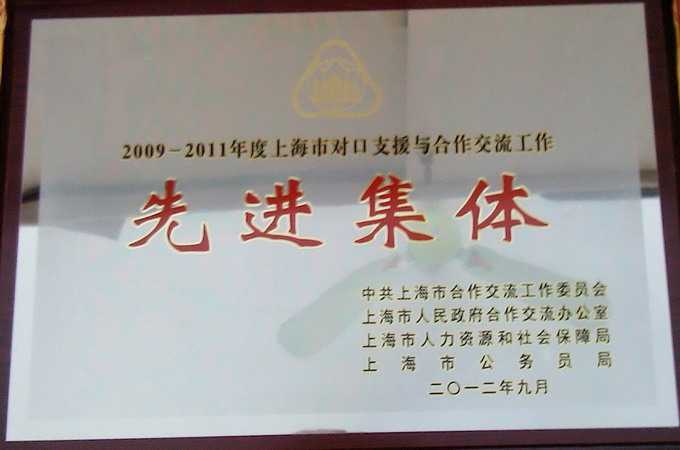 2009－2011年度上海市对口支援与合作交流工作
先进集体
中共上海市合作交流工作委员会
上海市人民政府合作交流办公室
上海市人力资源和社会保障局
上海市公务员局
二〇一二年九月